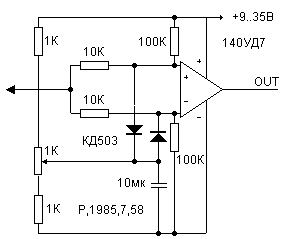 +9..35В
1К
100К
140УД7
10К
+
+
OUT
10К
-
-
КД503
1К
100К
10мк
1К
Р,1985,7,58